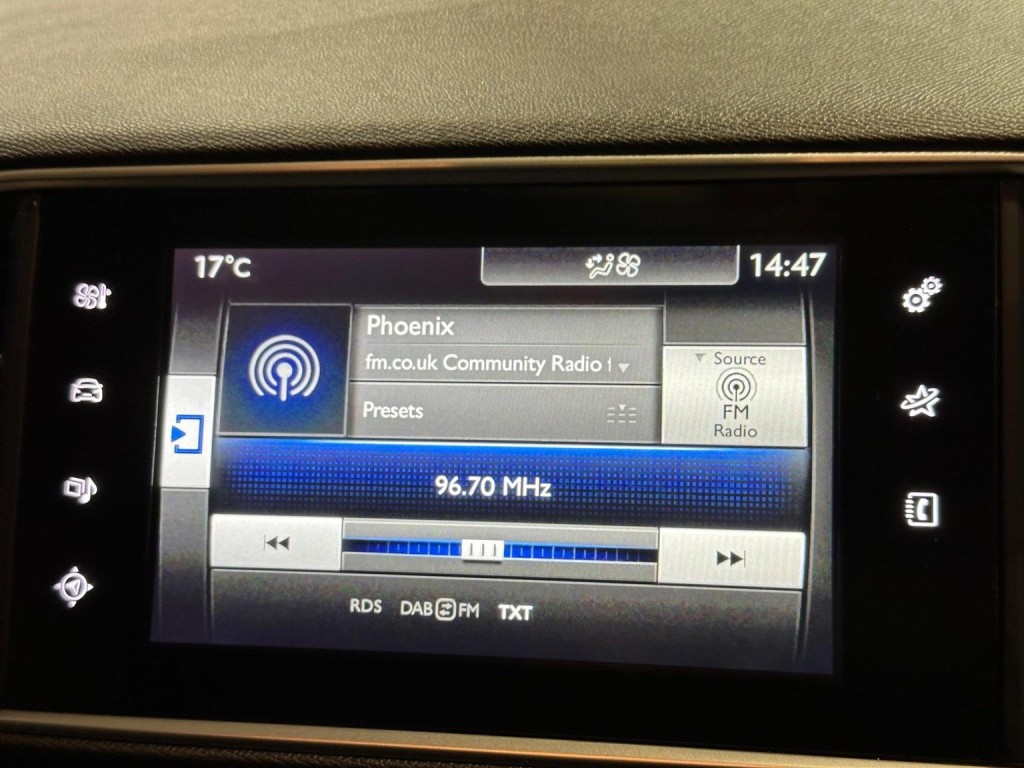 17°C
14:47
Phoenix
fm.co.uk Community Radio
Presets
Source
FM
Radio
96.70 MHz
RDS DAB FM TXT